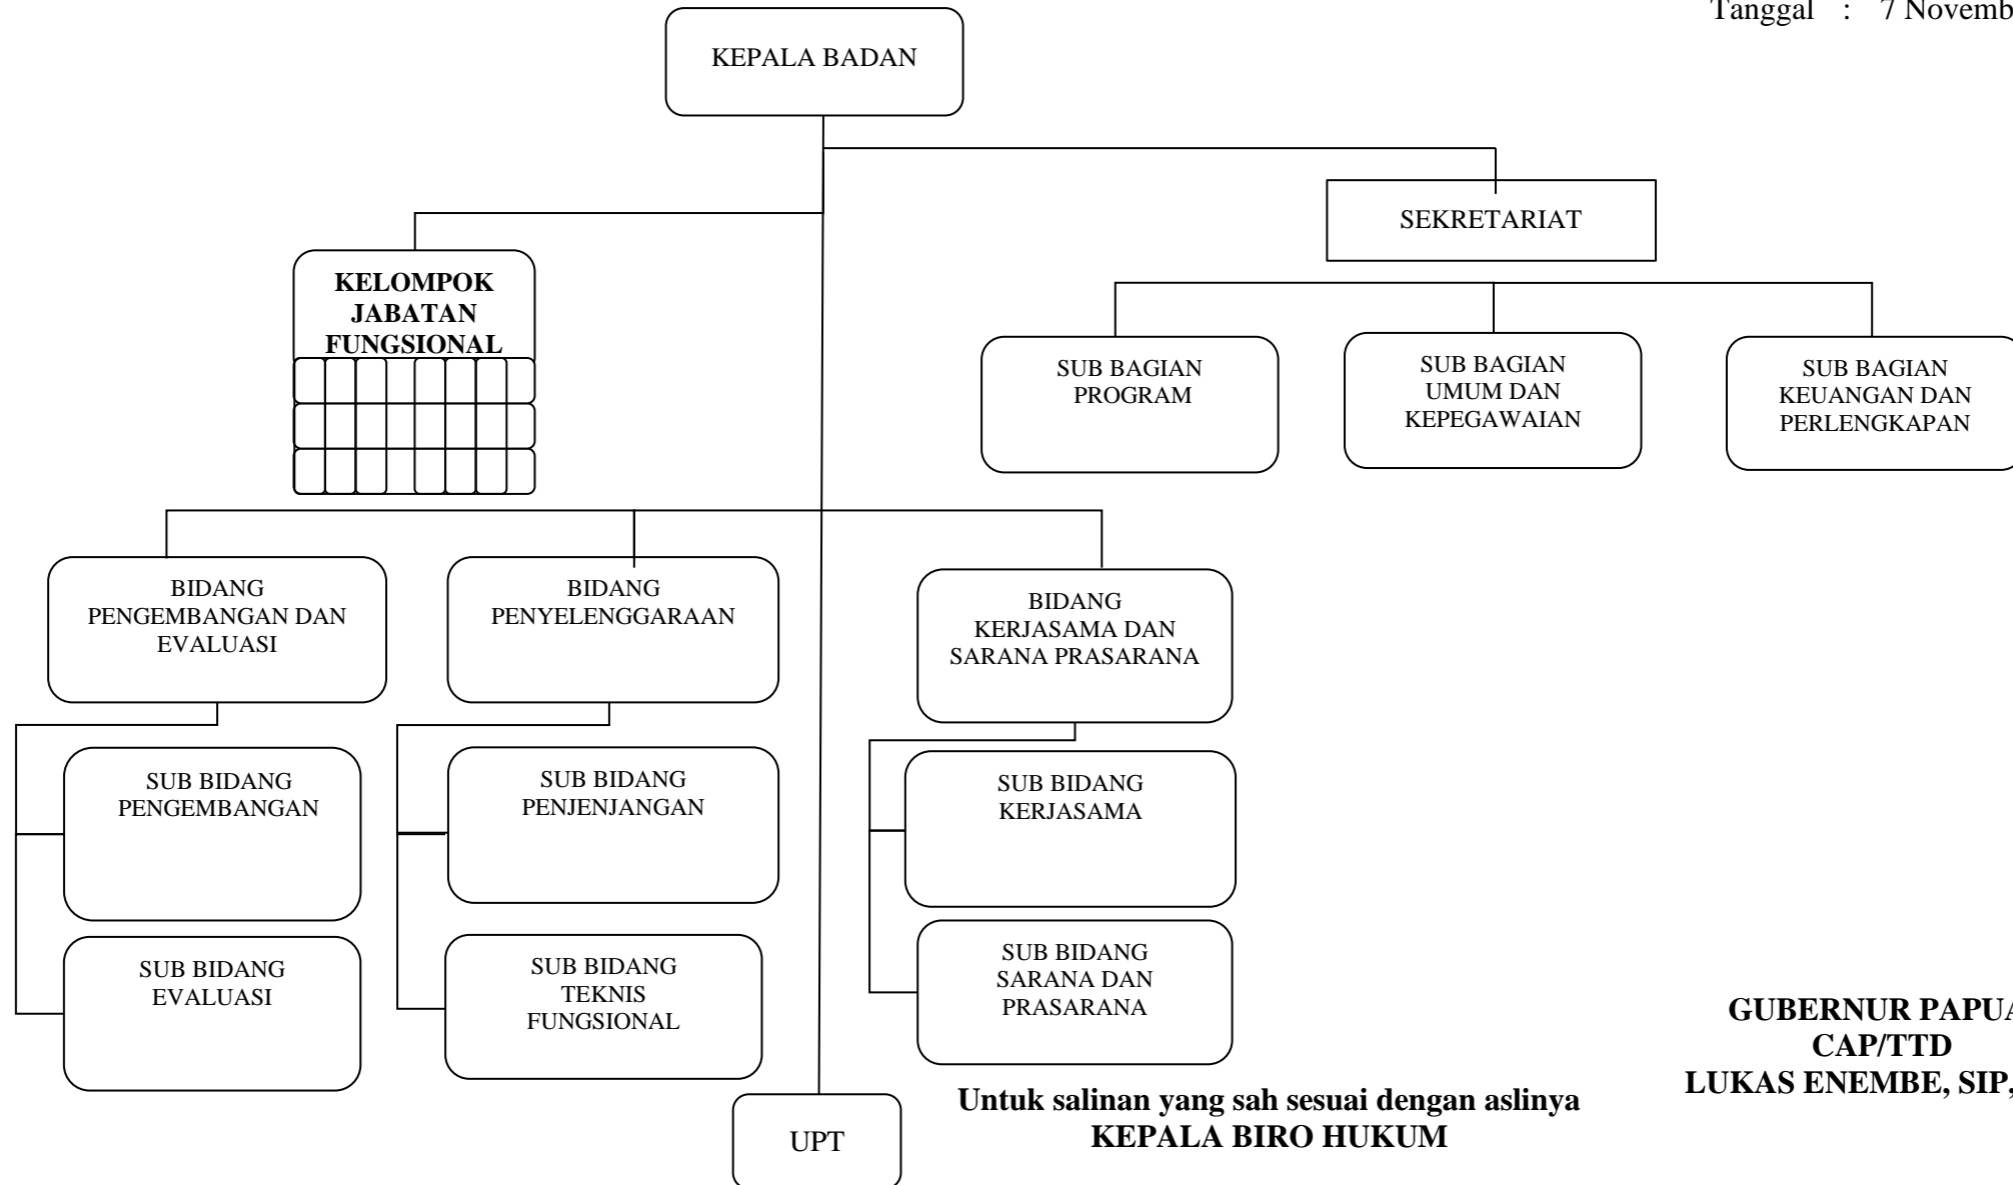 Tanggal : 7 Novemb
KEPALA BADAN
SEKRETARIAT
KELOMPOK
JABATAN
FUNGSIONAL
SUB BAGIAN
PROGRAM
SUB BAGIAN
UMUM DAN
KEPEGAWAIAN
SUB BAGIAN
KEUANGAN DAN
PERLENGKAPAN
BIDANG
PENGEMBANGAN DAN
EVALUASI
BIDANG
PENYELENGGARAAN
BIDANG
KERJASAMA DAN
SARANA PRASARANA
SUB BIDANG
PENGEMBANGAN
SUB BIDANG
PENJENJANGAN
SUB BIDANG
KERJASAMA
SUB BIDANG
EVALUASI
SUB BIDANG
TEKNIS
FUNGSIONAL
SUB BIDANG
SARANA DAN
PRASARANA
GUBERNUR PAPUA
CAP/TTD
LUKAS ENEMBE, SIP,
Untuk salinan yang sah sesuai dengan aslinya
KEPALA BIRO HUKUM
UPT